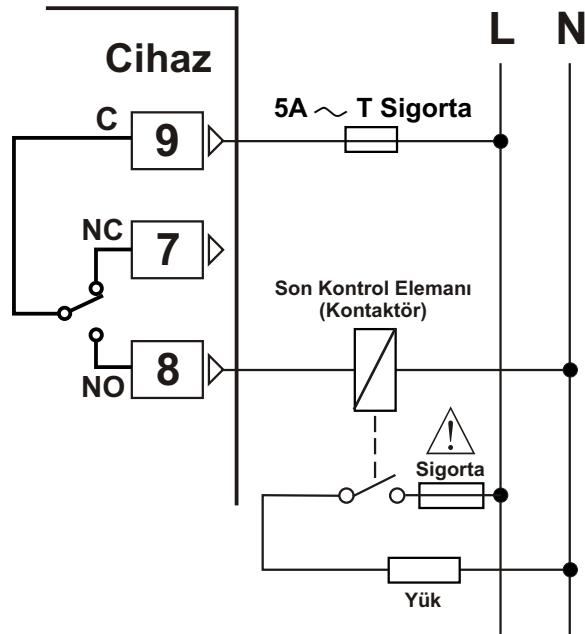 L N
Cihaz
5A ~ T Sigorta
C
9
NC
7
Son Kontrol Elemanı
(Kontaktör)
8
NO
Sigorta
Yük